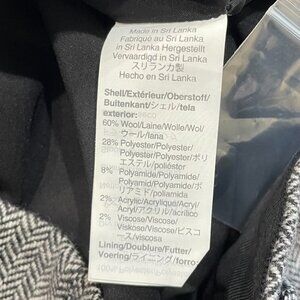 Made in Sri Lanka
Fabriqué au Sri Lanka
in Sri Lanka Hergestellt
Vervaardigd in Sri Lanka
スリランカ製
Hecho en Sri Lanka
Shell/Extérieur/Oberstoff/
Buitenkant/シェル/tela
exterior:
60% Wool/Laine/Wolle/Wol/
ウール/lana
28% Polyester/Polyester/
Polyester/Polyester/ポリ
エステル/poliéster
8% Polyamide/Polyamide/
Polyamid/Polyamide/ポ
リアミド/poliamida
2% Acrylic/Acrylique/Acryl/
Acryl/アクリル/acrílico
2% Viscose/Viscose/
Viskose/Viscose/ビスコ
ース/viscosa
Lining/Doublure/Futter/
Voering/ライニング/forro: